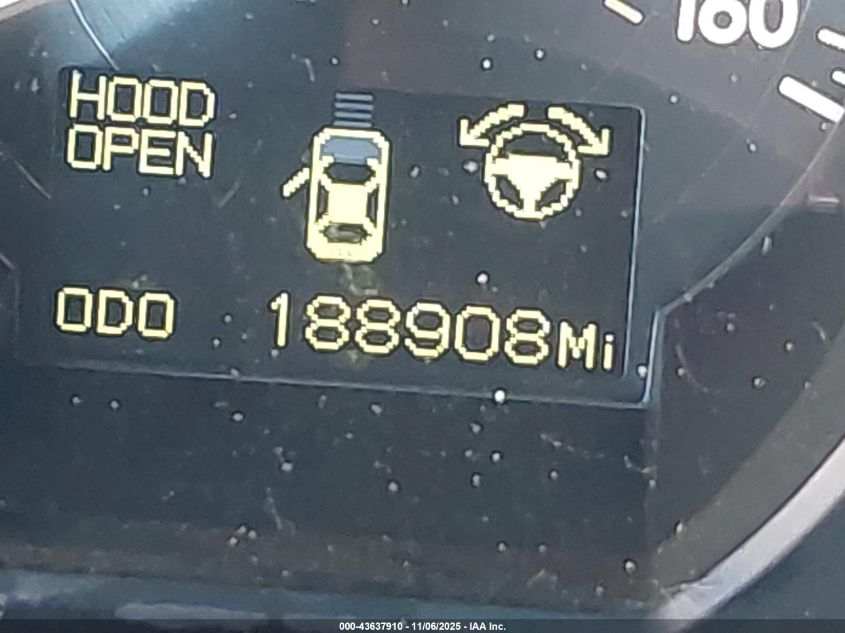 160
HOOD
OPEN
ODO 188908Mi
000-43637910 - 11/06/2025 - IAA Inc.